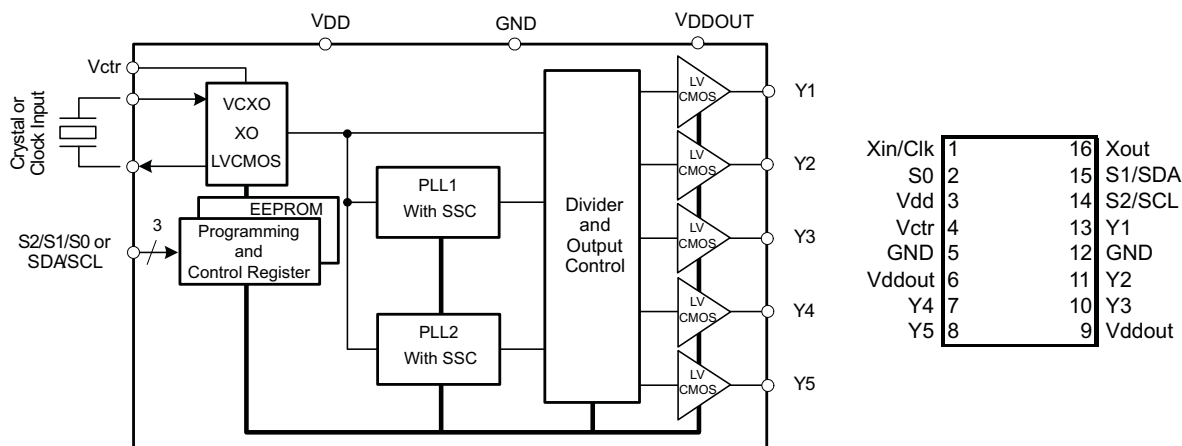 VDD
GND
VDDOUT
Vctr
Crystal or
Clock Input
VCXO
XO
LVCMOS
EEPROM
Programming
and
Control Register
S2/S1/S0 or
SDA/SCL
3
PLL1
With SSC
PLL2
With SSC
Divider
and
Output
Control
LV
CMOS
Y1
LV
CMOS
Y2
LV
CMOS
Y3
LV
CMOS
Y4
LV
CMOS
Y5
Xin/Clk 1 16 Xout
S0 2 15 S1/SDA
Vdd 3 14 S2/SCL
Vctr 4 13 Y1
GND 5 12 GND
Vddout 6 11 Y2
Y4 7 10 Y3
Y5 8 9 Vddout